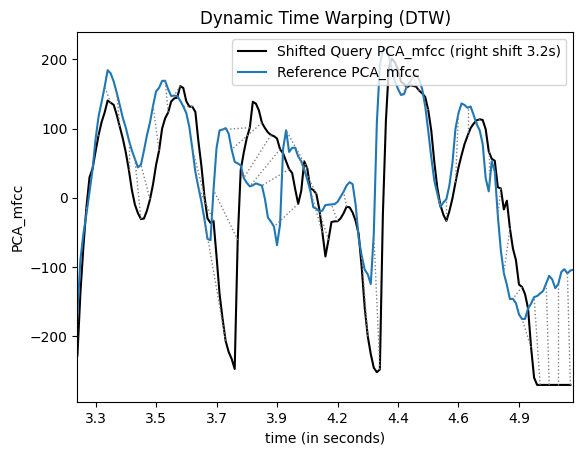 Dynamic Time Warping (DTW)
Shifted Query PCA_mfcc (right shift 3.2s)
Reference PCA_mfcc
200
100
0
−100
−200
PCA_mfcc
3.3 3.5 3.7 3.9 4.2 4.4 4.6 4.9
time (in seconds)